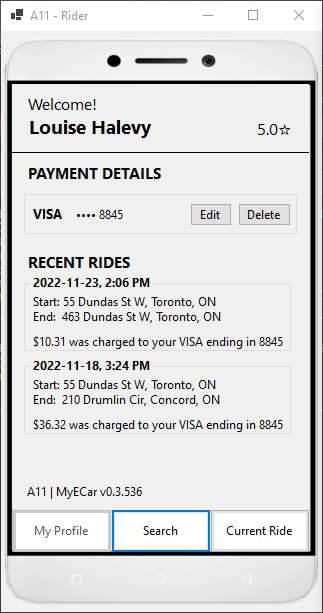 A11 - Rider
Welcome!
Louise Halevy
5.0☆
PAYMENT DETAILS
VISA •••• 8845 Edit Delete
RECENT RIDES
2022-11-23, 2:06 PM
Start: 55 Dundas St W, Toronto, ON
End: 463 Dundas St W, Toronto, ON
$10.31 was charged to your VISA ending in 8845
2022-11-18, 3:24 PM
Start: 55 Dundas St W, Toronto, ON
End: 210 Drumlin Cir, Concord, ON
$36.32 was charged to your VISA ending in 8845
A11 | MyECar v0.3.536
My Profile Search Current Ride